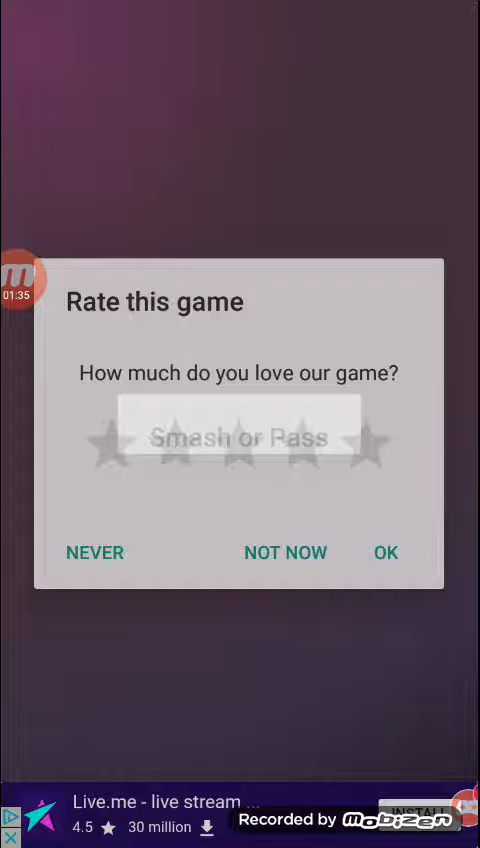 01:35
Rate this game
How much do you love our game?
Smash or Pass
NEVER NOT NOW OK
Live.me - live stream ...
4.5 30 million
INSTALL
Recorded by mobizen